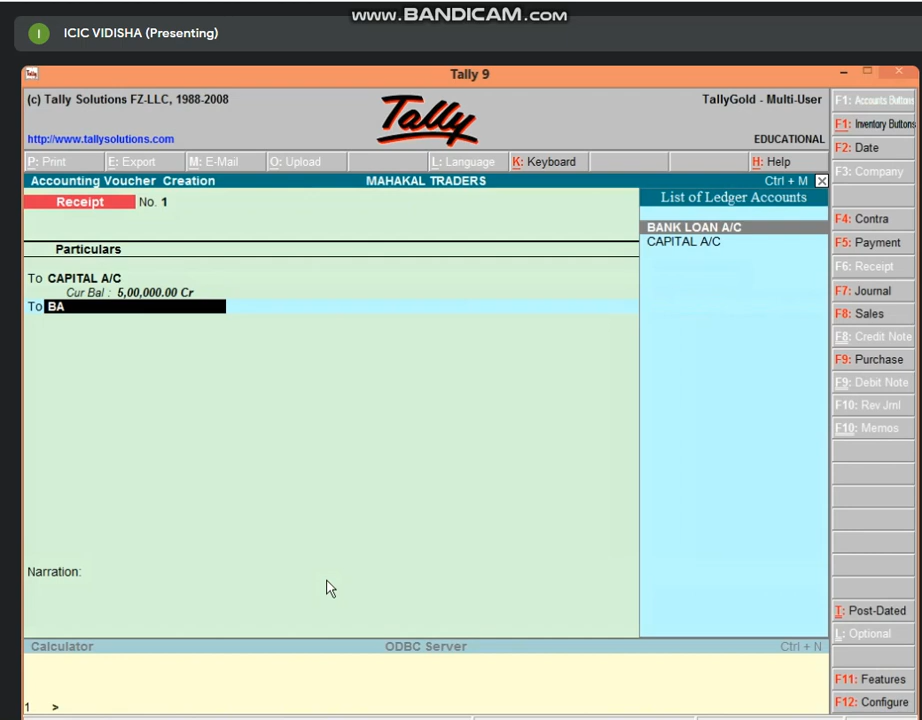 www.BANDICAM.com
I ICIC VIDISHA (Presenting)
Tally Tally 9
(c) Tally Solutions FZ-LLC, 1988-2008
Tally
TallyGold - Multi-User
http://www.tallysolutions.com
EDUCATIONAL
P: Print E: Export M: E-Mail O: Upload L: Language K: Keyboard H: Help
Accounting Voucher Creation MAHAKAL TRADERS Ctrl + M
Receipt No. 1
Particulars
To CAPITAL A/C
Cur Bal : 5,00,000.00 Cr
To BA
Narration:
List of Ledger Accounts
BANK LOAN A/C
CAPITAL A/C
F1: Accounts Buttons
F1: Inventory Buttons
F2: Date
F3: Company
F4: Contra
F5: Payment
F6: Receipt
F7: Journal
F8: Sales
F8: Credit Note
F9: Purchase
F9: Debit Note
F10: Rev Jrnl
F10: Memos
T: Post-Dated
L: Optional
F11: Features
F12: Configure
Calculator ODBC Server Ctrl + N
1 >